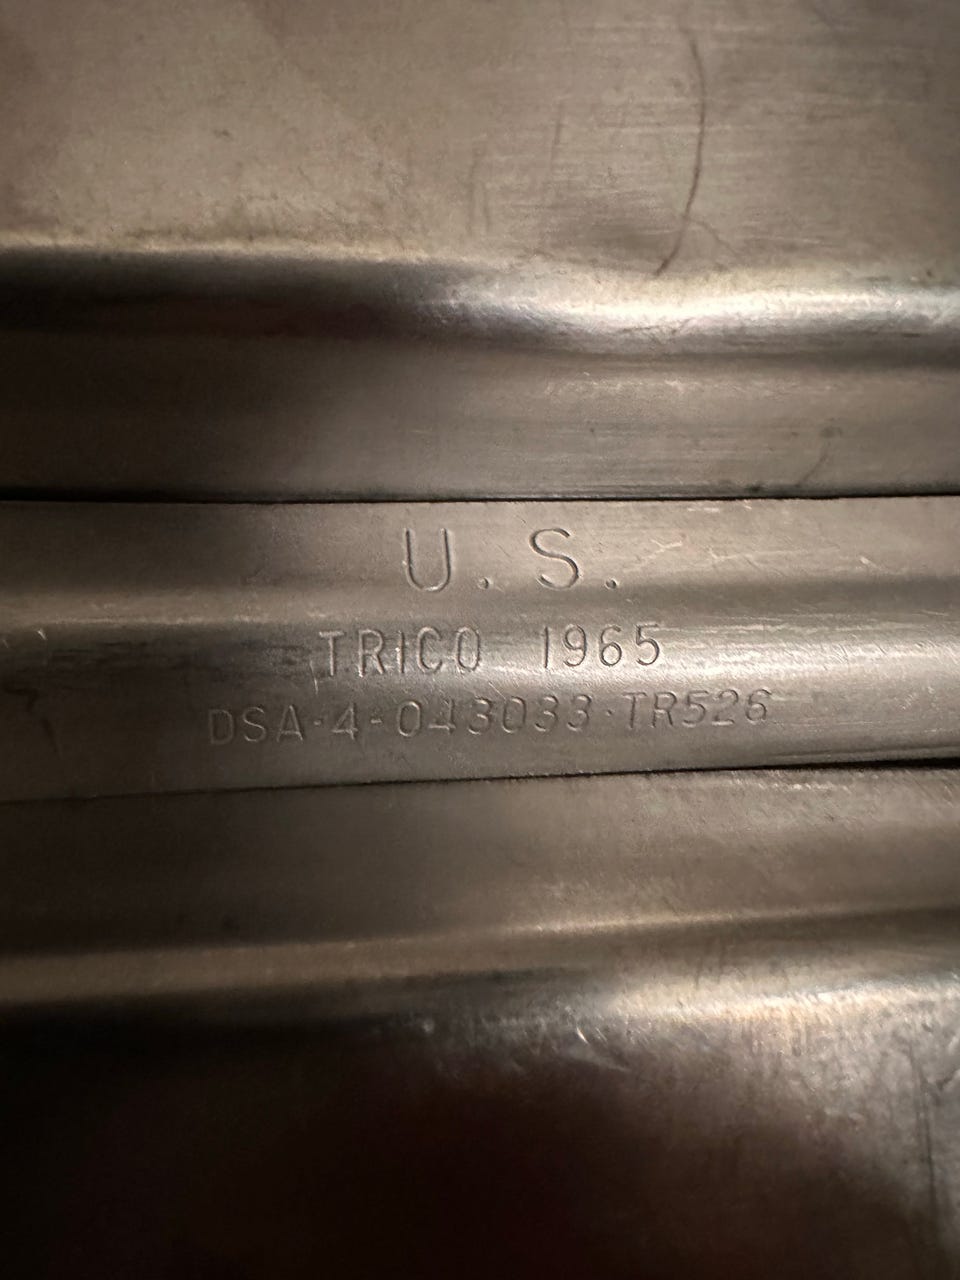 U. S.
TRICO 1965
DSA-4-043033-TR526